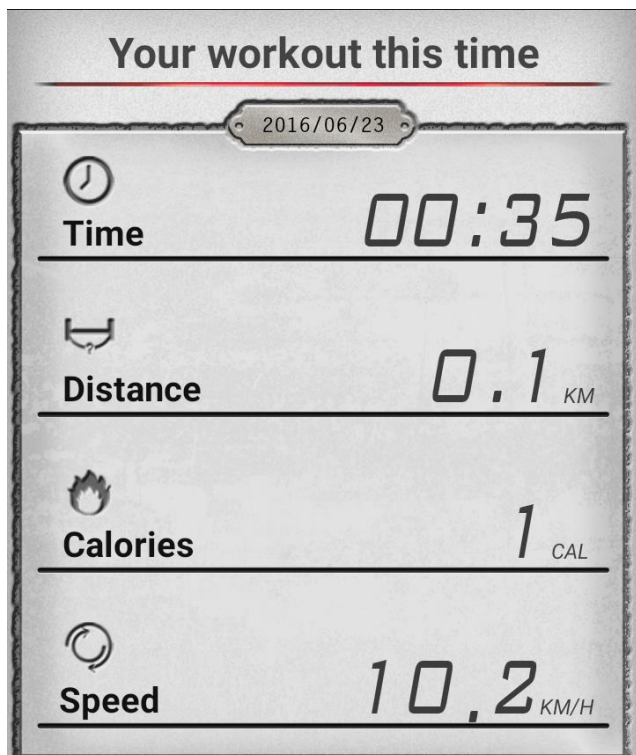 Your workout this time
2016/06/23
Time
00:35
Distance
0.1 KM
Calories
1 CAL
Speed
10,2 KM/H